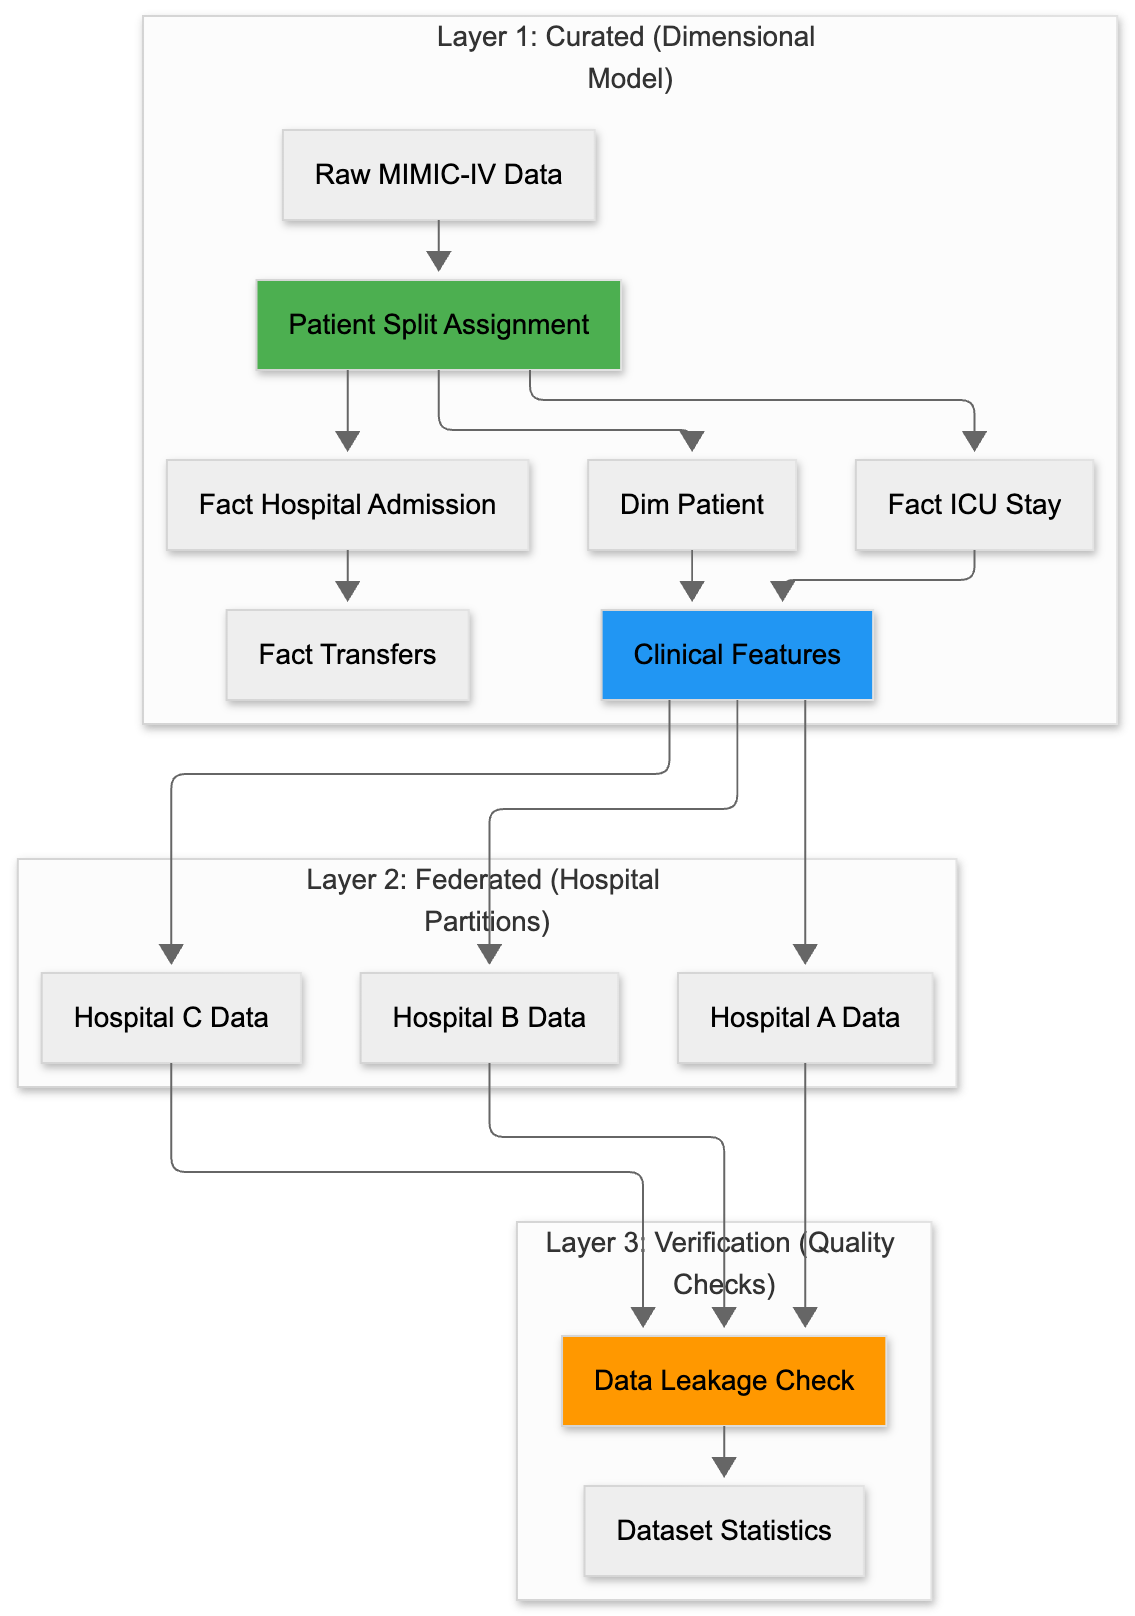 Layer 1: Curated (Dimensional
Model)
Raw MIMIC-IV Data
Patient Split Assignment
Fact Hospital Admission
Dim Patient
Fact ICU Stay
Fact Transfers
Clinical Features
Layer 2: Federated (Hospital
Partitions)
Hospital C Data
Hospital B Data
Hospital A Data
Layer 3: Verification (Quality
Checks)
Data Leakage Check
Dataset Statistics